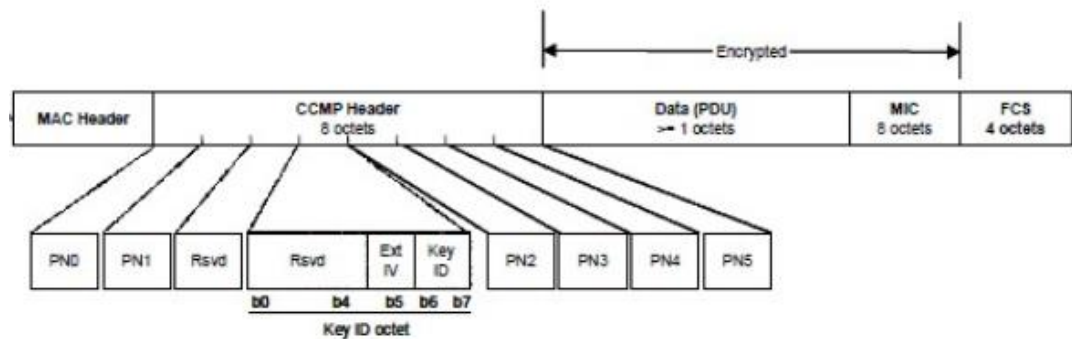 Encrypted
MAC Header
CCMP Header
8 octets
Data (PDU)
>= 1 octets
MIC
8 octets
FCS
4 octets
PN0
PN1
Rsvd
Rsvd
Ext
IV
Key
ID
PN2
PN3
PN4
PN5
b0 b4 b5 b6 b7
Key ID octet